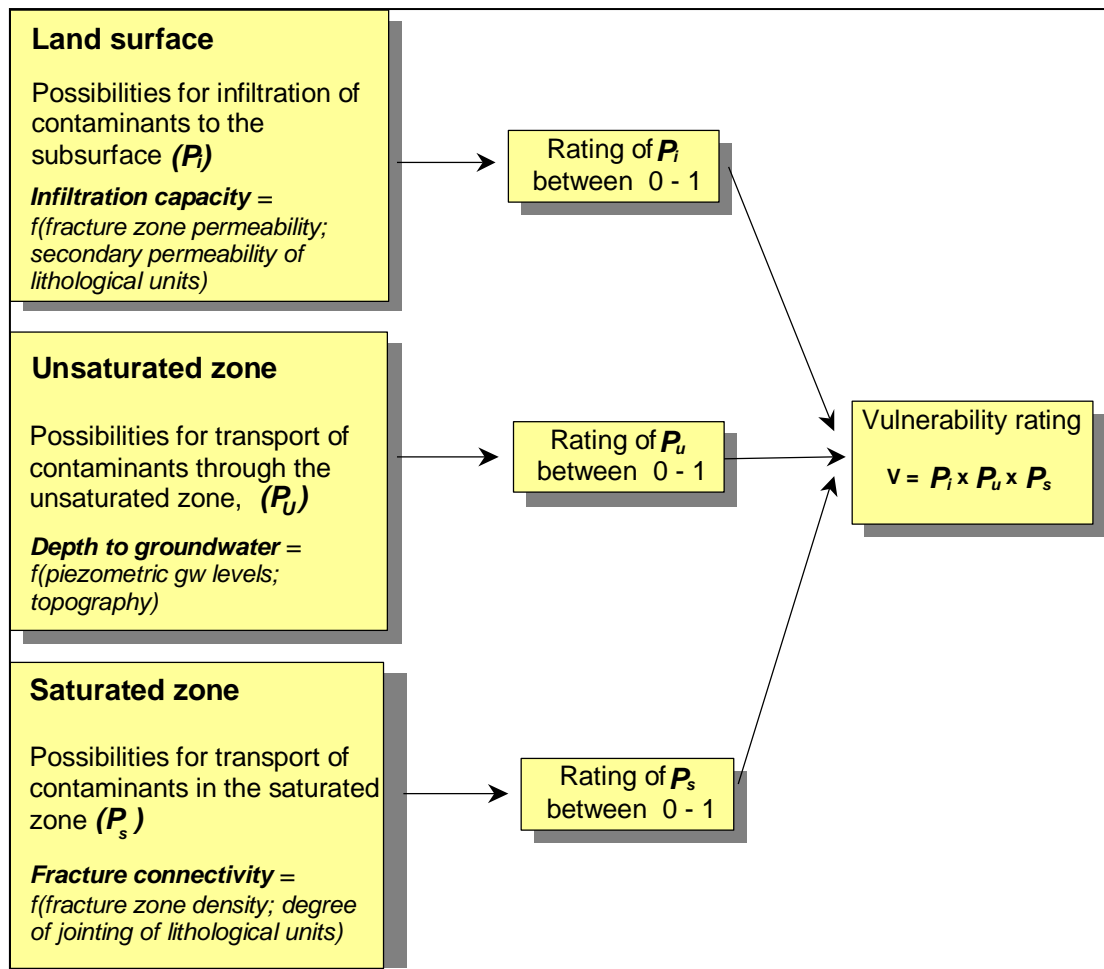 Land surface
Possibilities for infiltration of
contaminants to the
subsurface (Pi)
Infiltration capacity =
f(fracture zone permeability;
secondary permeability of
lithological units)
Rating of Pi
between 0 - 1
Unsaturated zone
Possibilities for transport of
contaminants through the
unsaturated zone, (PU)
Depth to groundwater =
f(piezometric gw levels;
topography)
Rating of Pu
between 0 - 1
Saturated zone
Possibilities for transport of
contaminants in the saturated
zone (Ps)
Fracture connectivity =
f(fracture zone density; degree
of jointing of lithological units)
Rating of Ps
between 0 - 1
Vulnerability rating
V = Pi x Pu x Ps